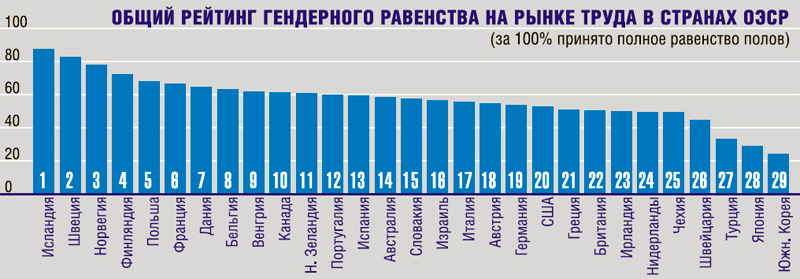 ОБЩИЙ РЕЙТИНГ ГЕНДЕРНОГО РАВЕНСТВА НА РЫНКЕ ТРУДА В СТРАНАХ ОЭСР
(за 100% принято полное равенство полов)
100
80
60
40
20
0
1 2 3 4 5 6 7 8 9 10 11 12 13 14 15 16 17 18 19 20 21 22 23 24 25 26 27 28 29
Исландия
Швеция
Норвегия
Финляндия
Польша
Франция
Дания
Бельгия
Венгрия
Канада
Н. Зеландия
Португалия
Испания
Австралия
Словакия
Израиль
Италия
Австрия
Германия
США
Греция
Британия
Ирландия
Нидерланды
Чехия
Швейцария
Турция
Япония
Южн. Корея